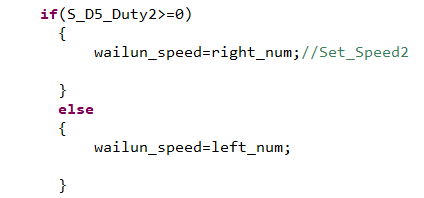 if(S_D5_Duty2>=0)
{
wailun_speed=right_num;//Set_Speed2
}
else
{
wailun_speed=left_num;
}